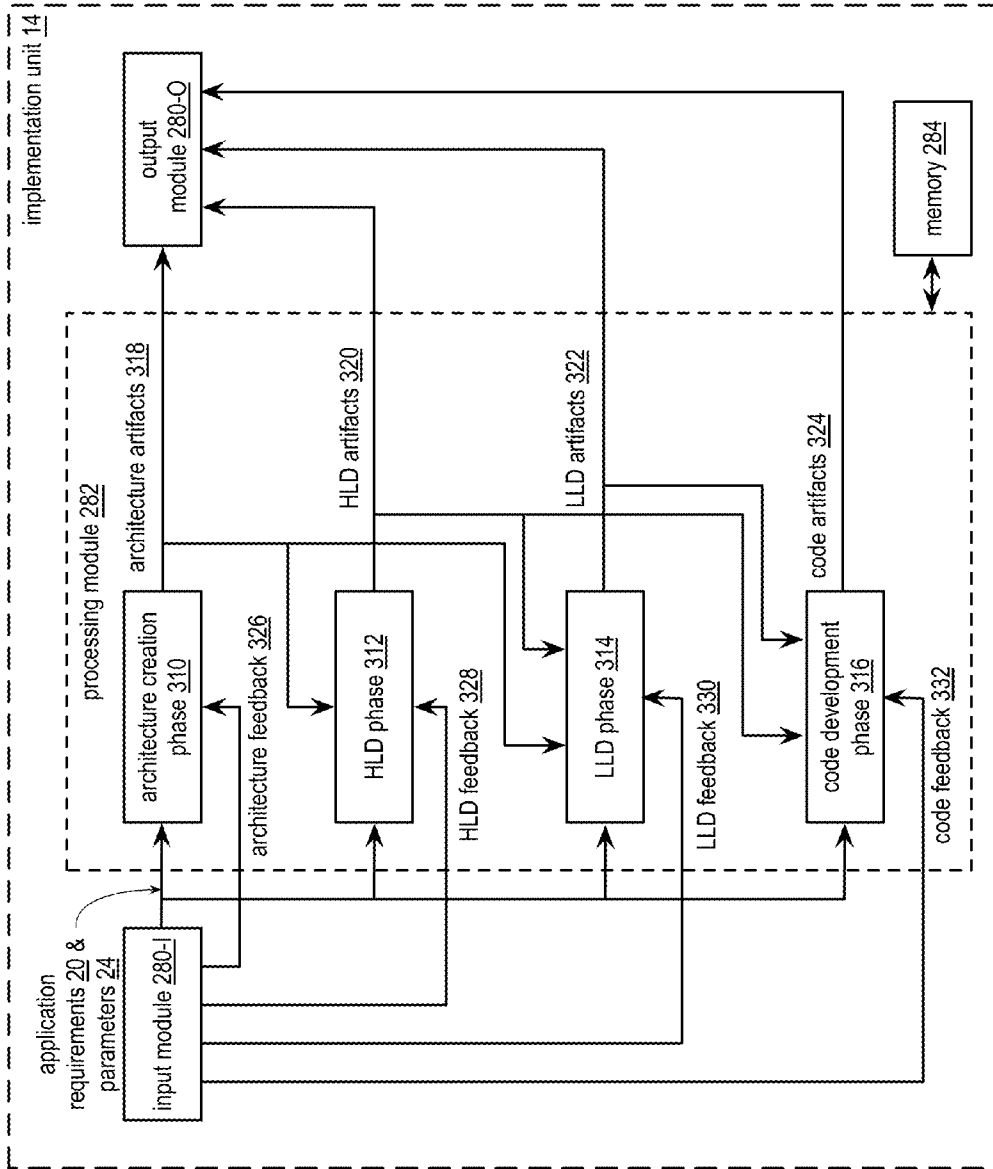 implementation unit 14
application
requirements 20 &
parameters 24
input module 280-I
processing module 282
architecture creation
phase 310
architecture artifacts 318
output
module 280-O
architecture feedback 326
HLD phase 312
HLD artifacts 320
HLD feedback 328
LLD phase 314
LLD artifacts 322
LLD feedback 330
code development
phase 316
code artifacts 324
code feedback 332
memory 284